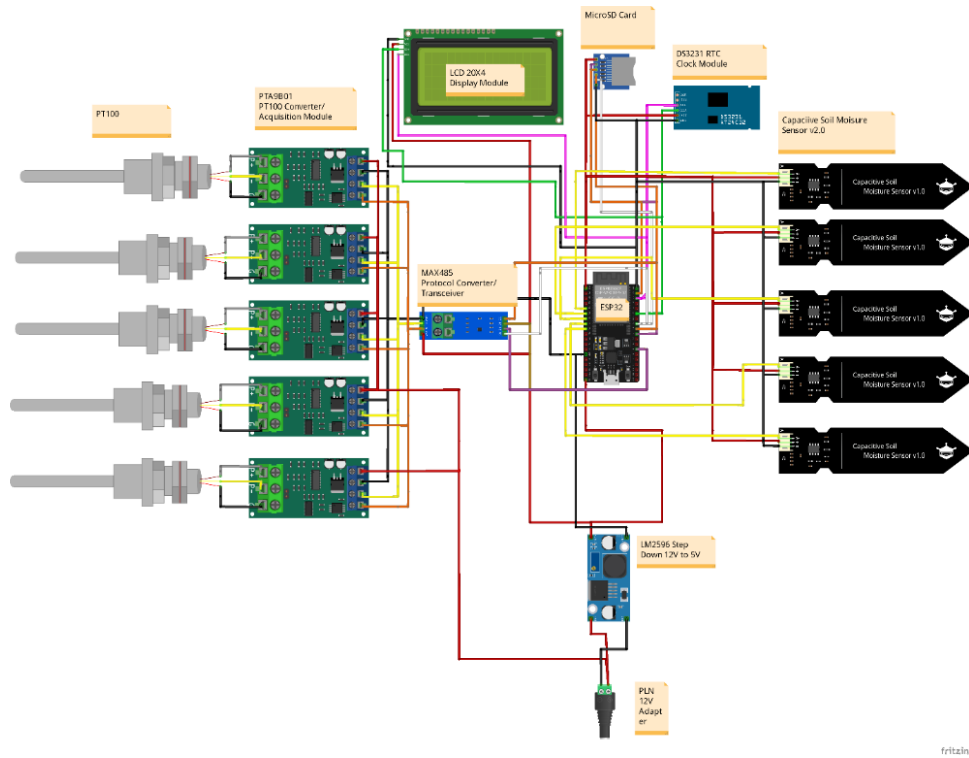 MicroSD Card
DS3231 RTC
Clock Module
LCD 20X4
Display Module
PTA9B01
PT100 Converter/
Acquisition Module
PT100
Capaciive Soil Moisure
Sensor v2.0
Capacitive Soil
Moisture Sensor v1.0
Capacitive Soil
Moisture Sensor v1.0
Capacitive Soil
Moisture Sensor v1.0
Capacitive Soil
Moisture Sensor v1.0
Capacitive Soil
Moisture Sensor v1.0
MAX485
Protocol Converter/
Transceiver
ESP32
LM2596 Step
Down 12V to 5V
PLN
12V
Adapt
er
fritzin